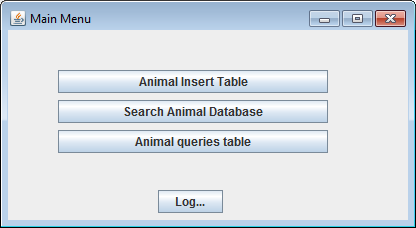 Main Menu
Animal Insert Table
Search Animal Database
Animal queries table
Log...